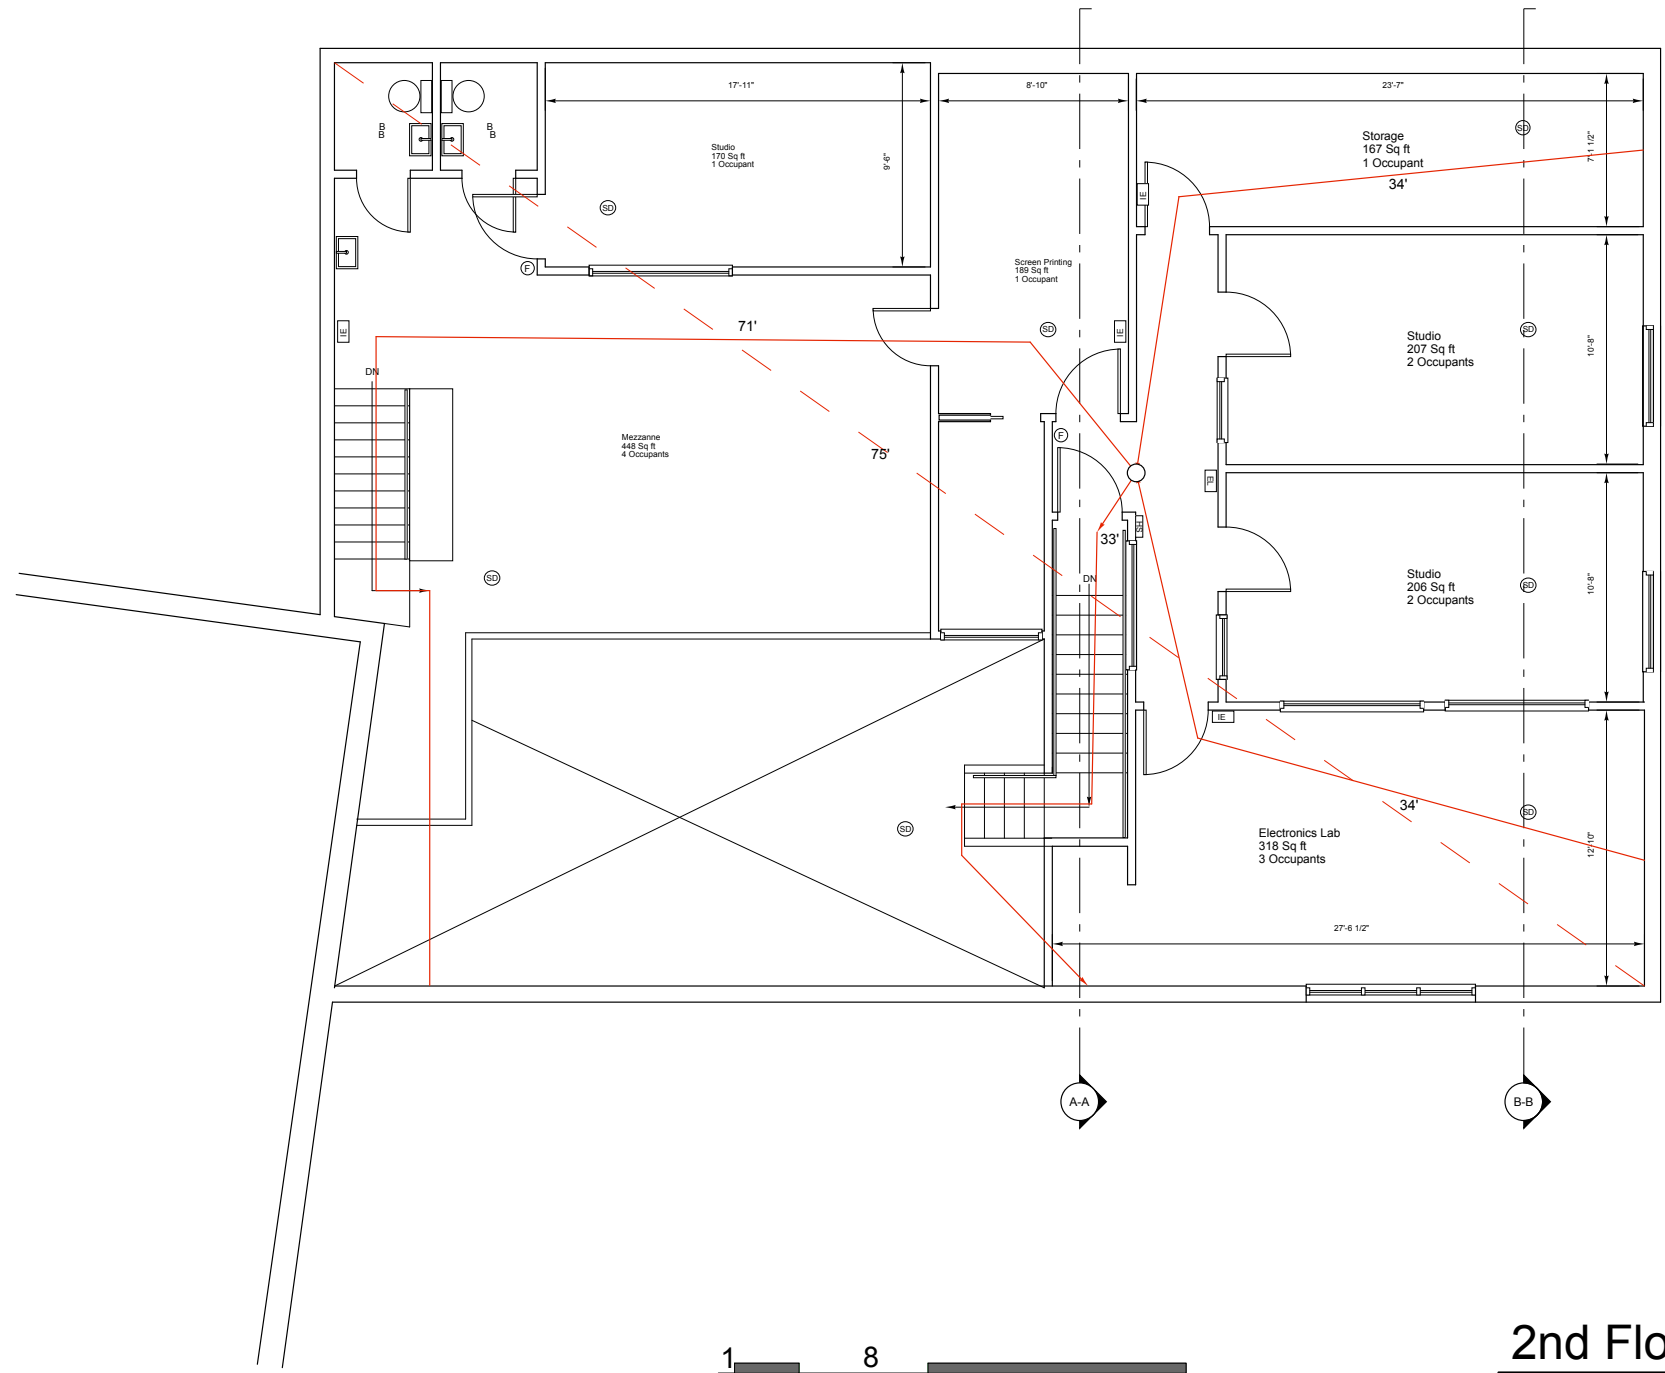 17'-11"
8'-10"
23'-7"
B
B
B
B
Studio
170 Sq ft
1 Occupant
9'-6"
SD
Storage
167 Sq ft
1 Occupant
7'-1 1/2"
34'
IE
SD
F
Screen Printing
189 Sq ft
1 Occupant
IE
71'
SD
IE
Studio
207 Sq ft
2 Occupants
SD
10'-8"
DN
Mezzanne
448 Sq ft
4 Occupants
75'
F
EL
HS
33'
SD
DN
Studio
206 Sq ft
2 Occupants
SD
10'-8"
IE
SD
34'
Electronics Lab
318 Sq ft
3 Occupants
SD
12'-10"
27'-6 1/2"
A-A
B-B
1
8
2nd Flo